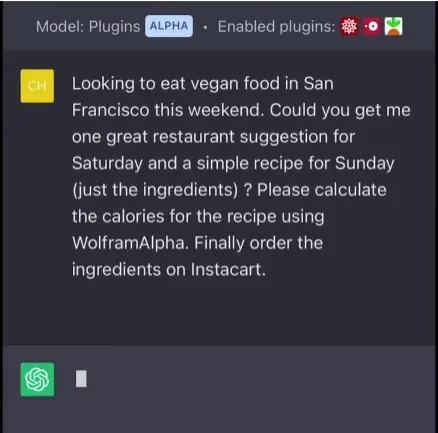 Model: Plugins ALPHA • Enabled plugins:
CH
Looking to eat vegan food in San
Francisco this weekend. Could you get me
one great restaurant suggestion for
Saturday and a simple recipe for Sunday
(just the ingredients) ? Please calculate
the calories for the recipe using
WolframAlpha. Finally order the
ingredients on Instacart.